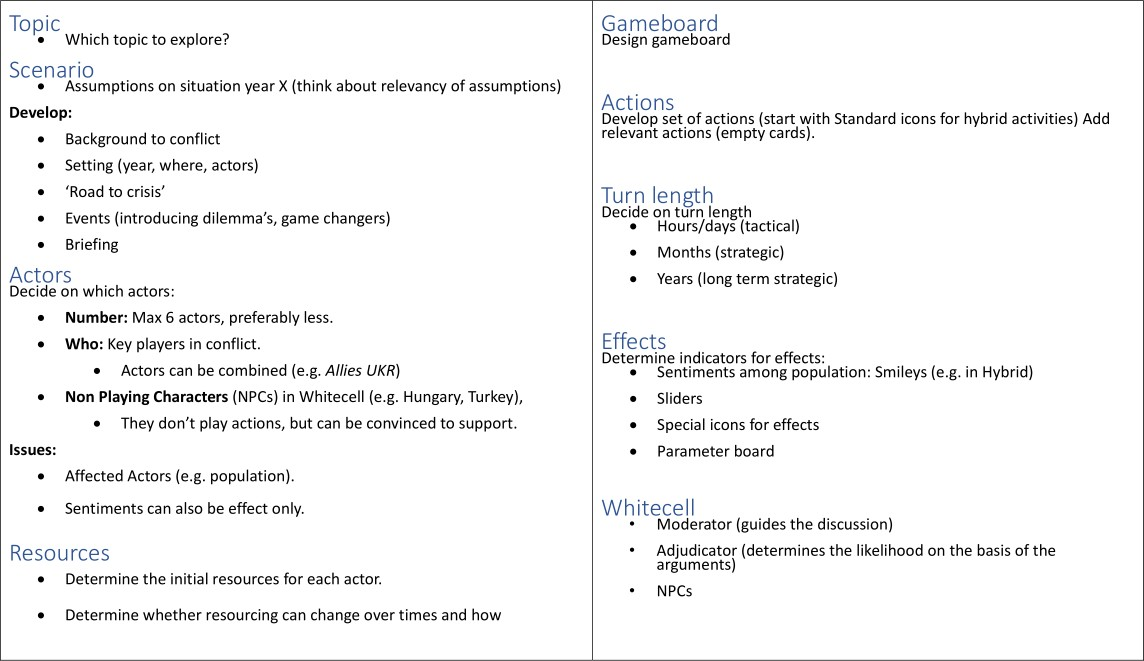 Topic
• Which topic to explore?
Scenario
• Assumptions on situation year X (think about relevancy of assumptions)
Develop:
• Background to conflict
• Setting (year, where, actors)
• ‘Road to crisis’
• Events (introducing dilemma’s, game changers)
• Briefing
Actors
Decide on which actors:
• Number: Max 6 actors, preferably less.
• Who: Key players in conflict.
• Actors can be combined (e.g. Allies UKR)
• Non Playing Characters (NPCs) in Whitecell (e.g. Hungary, Turkey),
• They don’t play actions, but can be convinced to support.
Issues:
• Affected Actors (e.g. population).
• Sentiments can also be effect only.
Resources
• Determine the initial resources for each actor.
• Determine whether resourcing can change over times and how
Gameboard
Design gameboard
Actions
Develop set of actions (start with Standard icons for hybrid activities) Add
relevant actions (empty cards).
Turn length
Decide on turn length
• Hours/days (tactical)
• Months (strategic)
• Years (long term strategic)
Effects
Determine indicators for effects:
• Sentiments among population: Smileys (e.g. in Hybrid)
• Sliders
• Special icons for effects
• Parameter board
Whitecell
• Moderator (guides the discussion)
• Adjudicator (determines the likelihood on the basis of the
arguments)
• NPCs